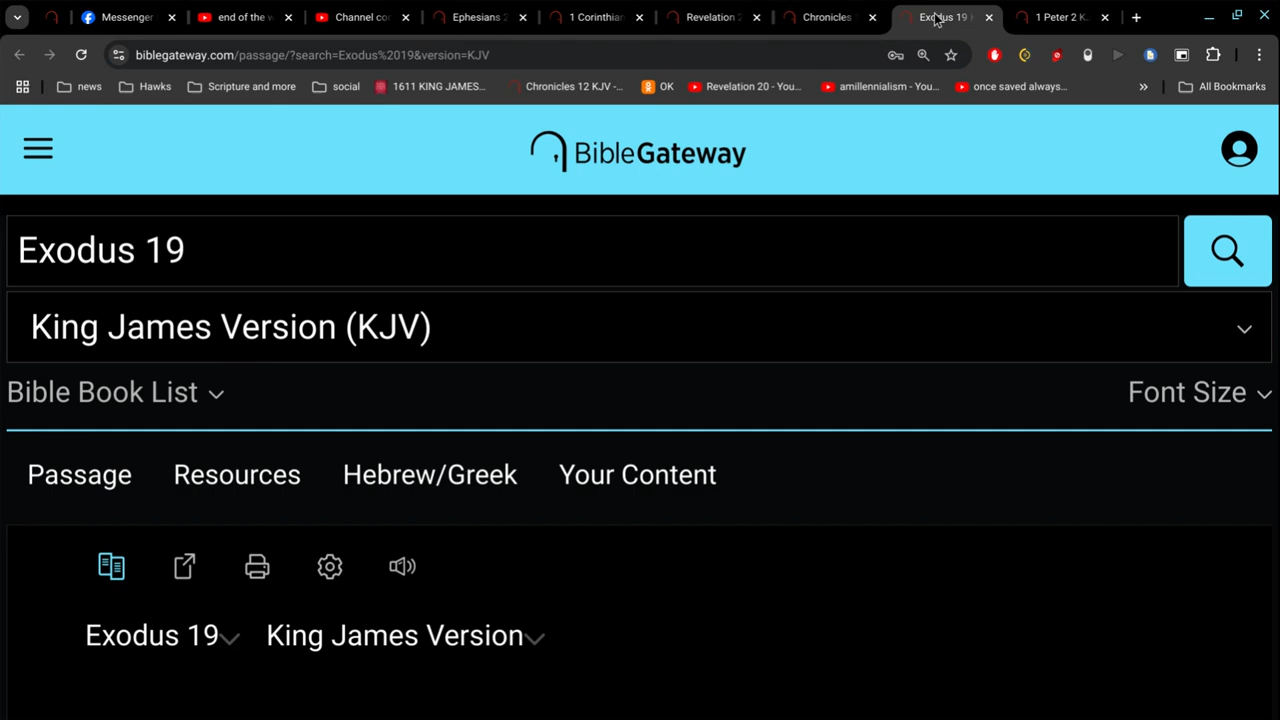 Messenger
end of the w
Channel co
Ephesians 2
1 Corinthian
Revelation 2
Chronicles
Exodus 19
1 Peter 2 K
biblegateway.com/passage/?search=Exodus%2019&version=KJV
news
Hawks
Scripture and more
social
1611 KING JAMES...
Chronicles 12 KJV -...
OK
Revelation 20 - You...
amillennialism - You...
once saved always...
»
All Bookmarks
BibleGateway
Exodus 19
King James Version (KJV)
Bible Book List
Font Size
Passage Resources Hebrew/Greek Your Content
Exodus 19 King James Version